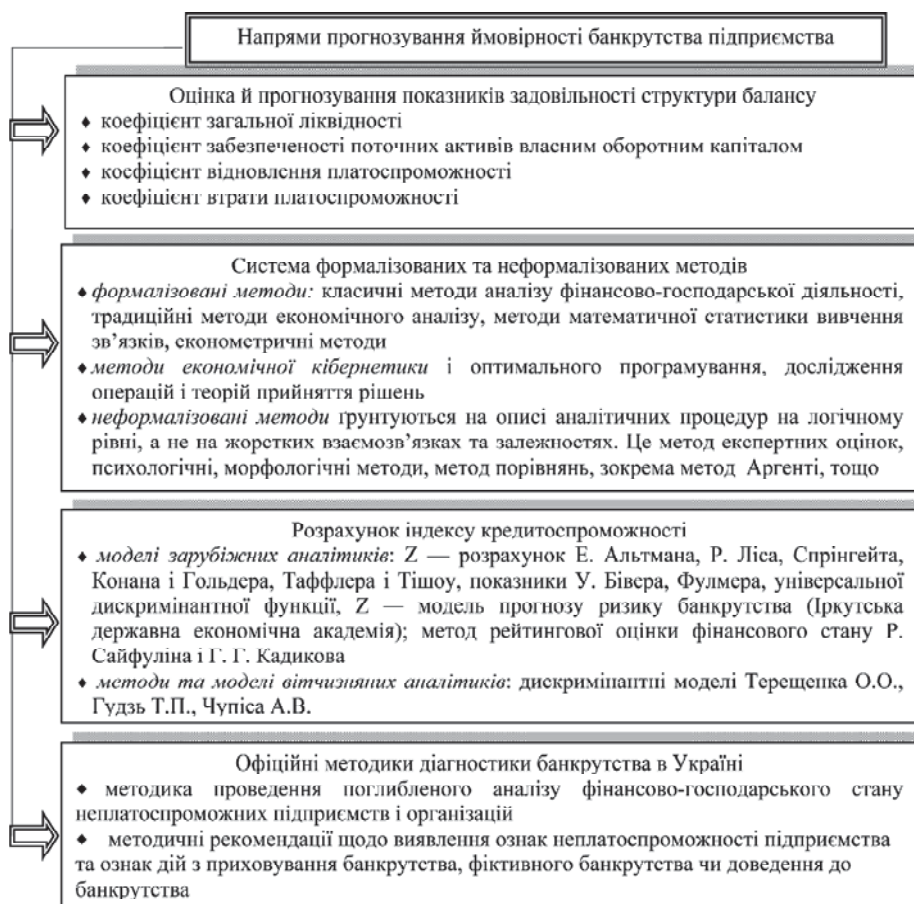 Напрями прогнозування ймовірності банкрутства підприємства
Оцінка й прогнозування показників задовільності структури балансу
♦ коефіцієнт загальної ліквідності
♦ коефіцієнт забезпеченості поточних активів власним оборотним капіталом
♦ коефіцієнт відновлення платоспроможності
♦ коефіцієнт втрати платоспроможності
Система формалізованих та неформалізованих методів
♦ формалізовані методи: класичні методи аналізу фінансово-господарської діяльності,
традиційні методи економічного аналізу, методи математичної статистики вивчення
зв’язків, економетричні методи
♦ методи економічної кібернетики і оптимального програмування, дослідження
операцій і теорій прийняття рішень
♦ неформалізовані методи ґрунтуються на описі аналітичних процедур на логічному
рівні, а не на жорстких взаємозв’язках та залежностях. Це метод експертних оцінок,
психологічні, морфологічні методи, метод порівнянь, зокрема метод Аргенті, тощо
Розрахунок індексу кредитоспроможності
♦ моделі зарубіжних аналітиків: Z — розрахунок Е. Альтмана, Р. Ліса, Спрінгейта,
Конана і Гольдера, Таффлера і Тішоу, показники У. Бівера, Фулмера, універсальної
дискримінантної функції, Z — модель прогнозу ризику банкрутства (Іркутська
державна економічна академія); метод рейтингової оцінки фінансового стану Р.
Сайфуліна і Г. Г. Кадикова
♦ методи та моделі вітчизняних аналітиків: дискримінантні моделі Терещенка О.О.,
Гудзь Т.П., Чупіса А.В.
Офіційні методики діагностики банкрутства в Україні
♦ методика проведення поглибленого аналізу фінансово-господарського стану
неплатоспроможних підприємств і організацій
♦ методичні рекомендації щодо виявлення ознак неплатоспроможності підприємства
та ознак дій з приховування банкрутства, фіктивного банкрутства чи доведення до
банкрутства